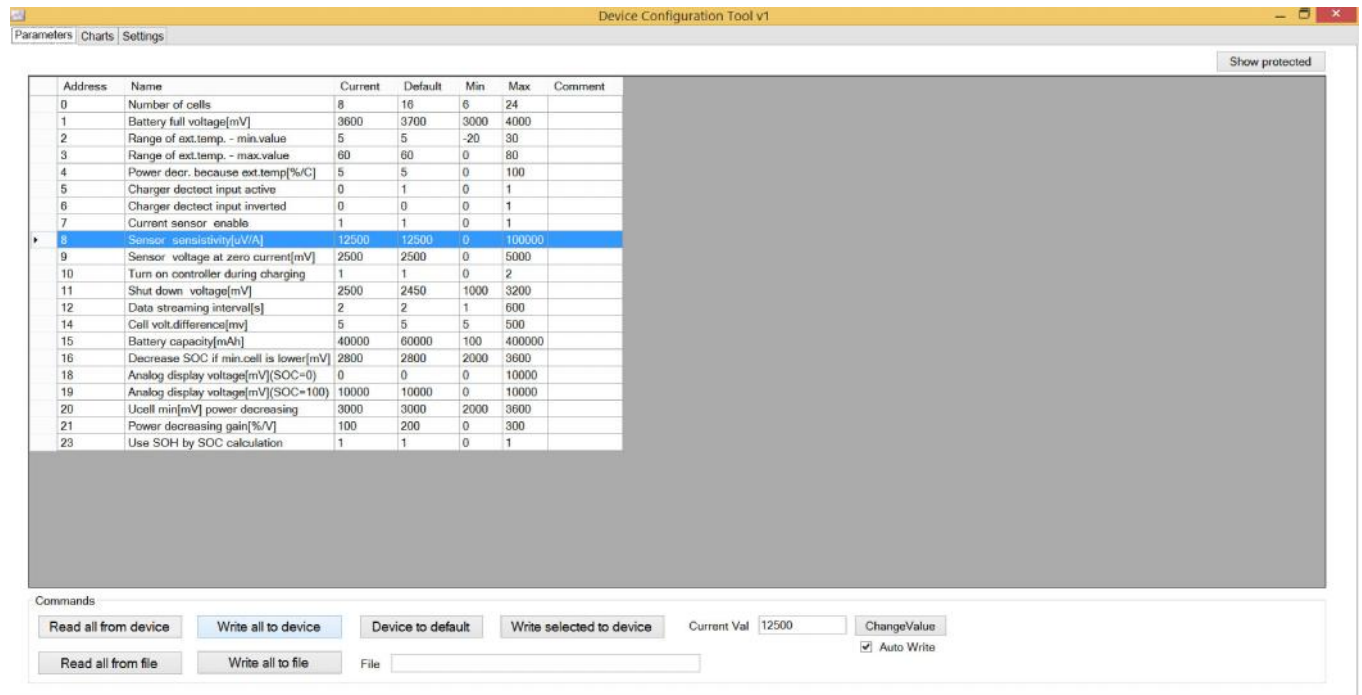 Device Configuration Tool v1
Parameters Charts Settings
Show protected
Address Name Current Default Min Max Comment
0 Number of cells 8 16 6 24
1 Battery full voltage[mV] 3600 3700 3000 4000
2 Range of ext.temp. - min.value 5 5 -20 30
3 Range of ext.temp. - max.value 60 60 0 80
4 Power decr. because ext.temp[%/C] 5 5 0 100
5 Charger dectect input active 0 1 0 1
6 Charger dectect input inverted 0 0 0 1
7 Current sensor enable 1 1 0 1
8 Sensor sensistivity[uV/A] 12500 12500 0 100000
9 Sensor voltage at zero current[mV] 2500 2500 0 5000
10 Turn on controller during charging 1 1 0 2
11 Shut down voltage[mV] 2500 2450 1000 3200
12 Data streaming interval[s] 2 2 1 600
14 Cell volt.difference[mv] 5 5 5 500
15 Battery capacity[mAh] 40000 60000 100 400000
16 Decrease SOC if min.cell is lower[mV] 2800 2800 2000 3600
18 Analog display voltage[mV](SOC=0) 0 0 0 10000
19 Analog display voltage[mV](SOC=100) 10000 10000 0 10000
20 Ucell min[mV] power decreasing 3000 3000 2000 3600
21 Power decreasing gain[%/V] 100 200 0 300
23 Use SOH by SOC calculation 1 1 0 1
Commands
Read all from device Write all to device Device to default Write selected to device Current Val 12500 ChangeValue
Auto Write
Read all from file Write all to file File